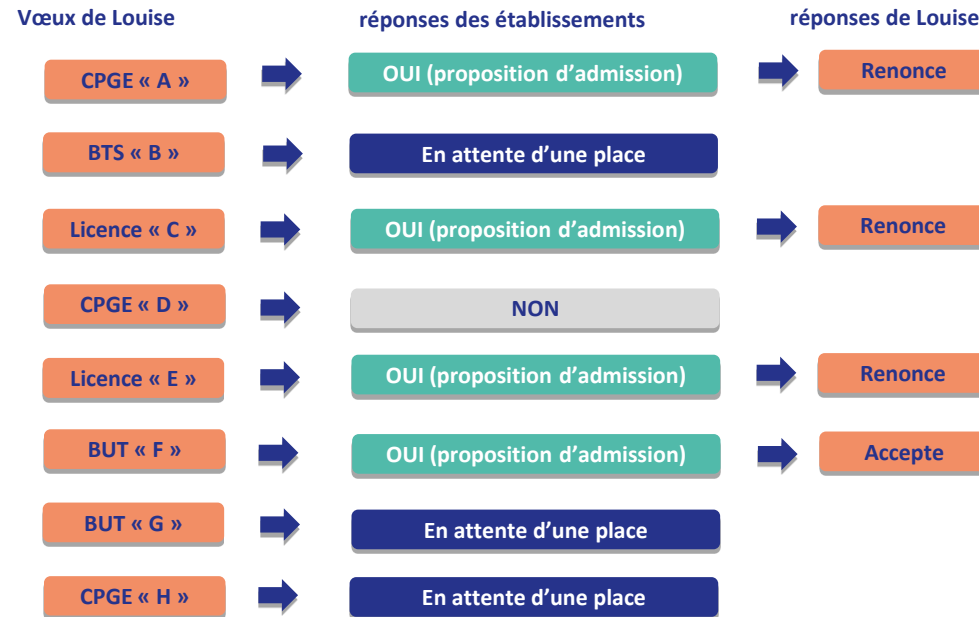 Vœux de Louise
réponses des établissements
réponses de Louise
CPGE « A »
OUI (proposition d'admission)
Renonce
BTS « B »
En attente d'une place
Licence « C »
OUI (proposition d'admission)
Renonce
CPGE « D »
NON
Licence « E »
OUI (proposition d'admission)
Renonce
BUT « F »
OUI (proposition d'admission)
Accepte
BUT « G »
En attente d'une place
CPGE « H »
En attente d'une place